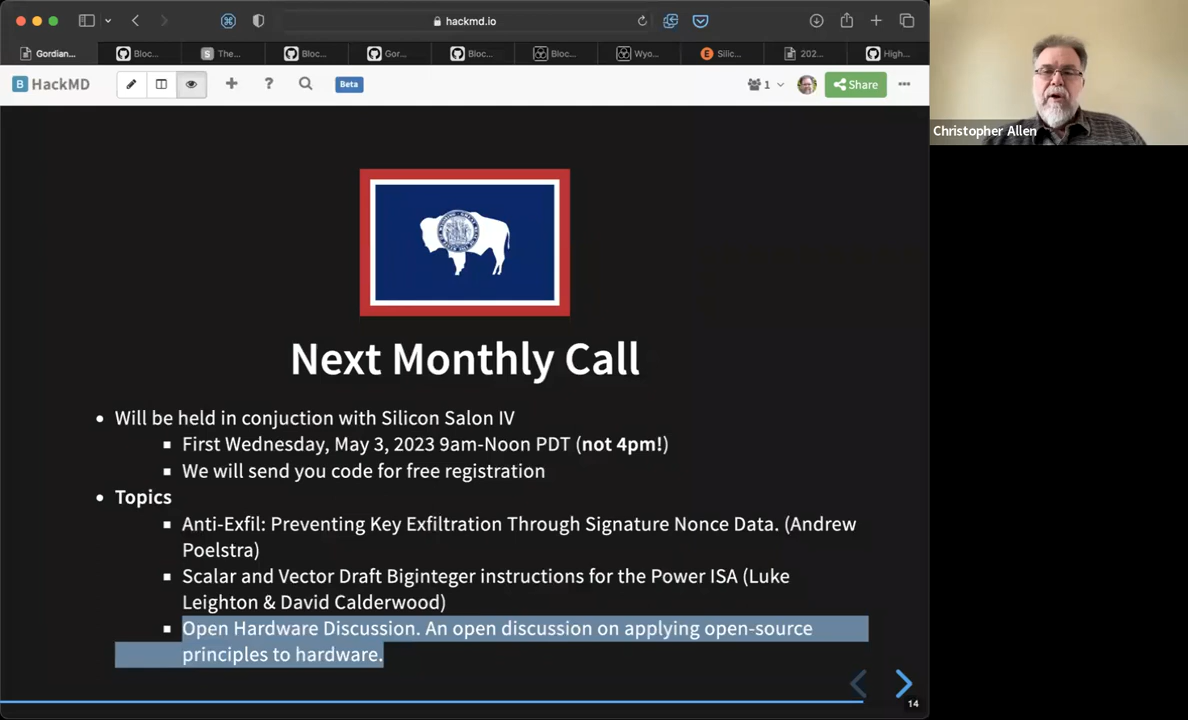 hackmd.io
Gordian...
Bloc...
The...
Bloc...
Gor...
Bloc...
Bloc...
Wyo...
Silic...
202...
High...
HackMD
Beta
1
Share
Christopher Allen
Next Monthly Call
Will be held in conjuction with Silicon Salon IV
First Wednesday, May 3, 2023 9am-Noon PDT (not 4pm!)
We will send you code for free registration
Topics
Anti-Exfil: Preventing Key Exfiltration Through Signature Nonce Data. (Andrew
Poelstra)
Scalar and Vector Draft Biginteger instructions for the Power ISA (Luke
Leighton & David Calderwood)
Open Hardware Discussion. An open discussion on applying open-source
principles to hardware.
14